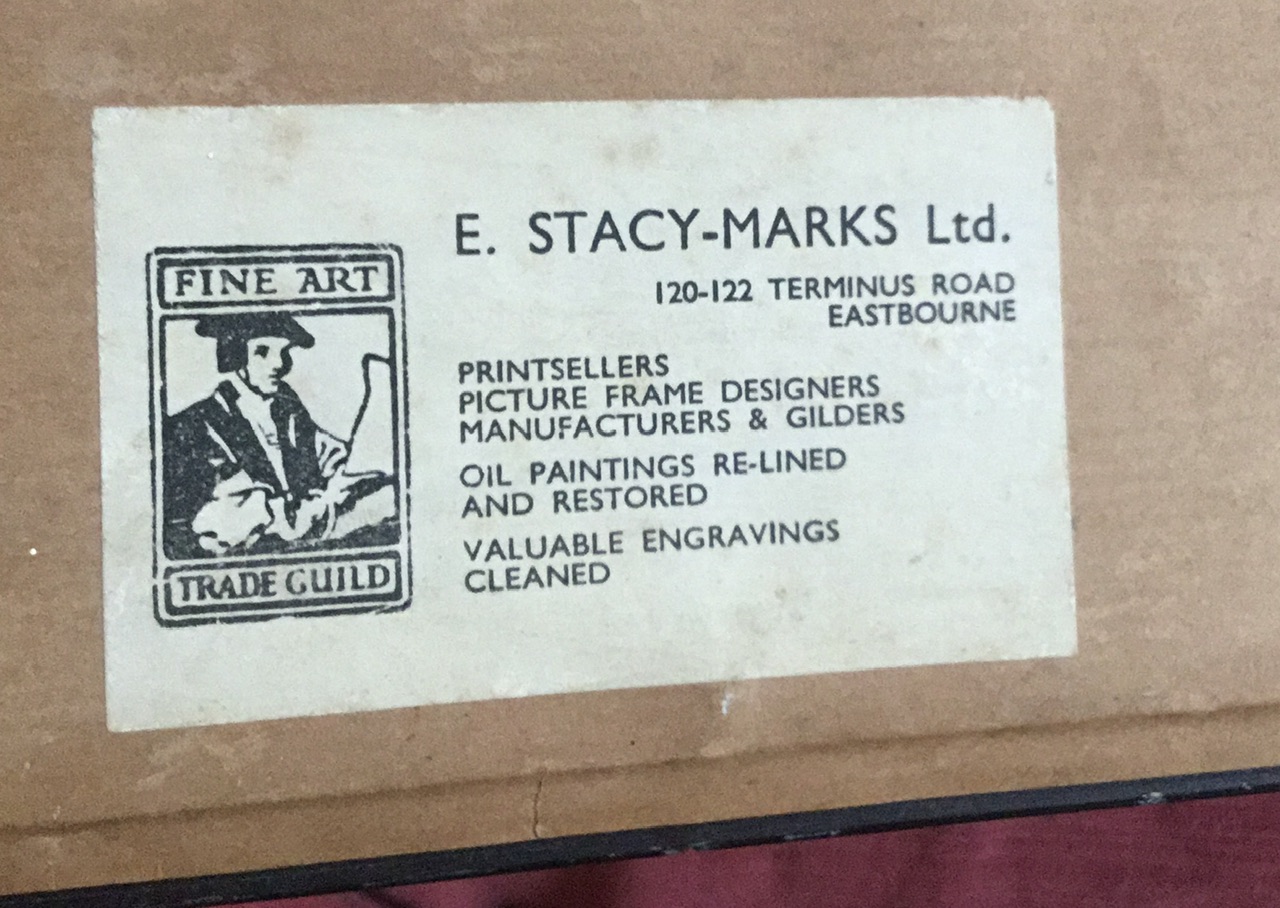 FINE ART
TRADE GUILD
E. STACY-MARKS Ltd.
120-122 TERMINUS ROAD
EASTBOURNE
PRINTSELLERS
PICTURE FRAME DESIGNERS
MANUFACTURERS & GILDERS
OIL PAINTINGS RE-LINED
AND RESTORED
VALUABLE ENGRAVINGS
CLEANED